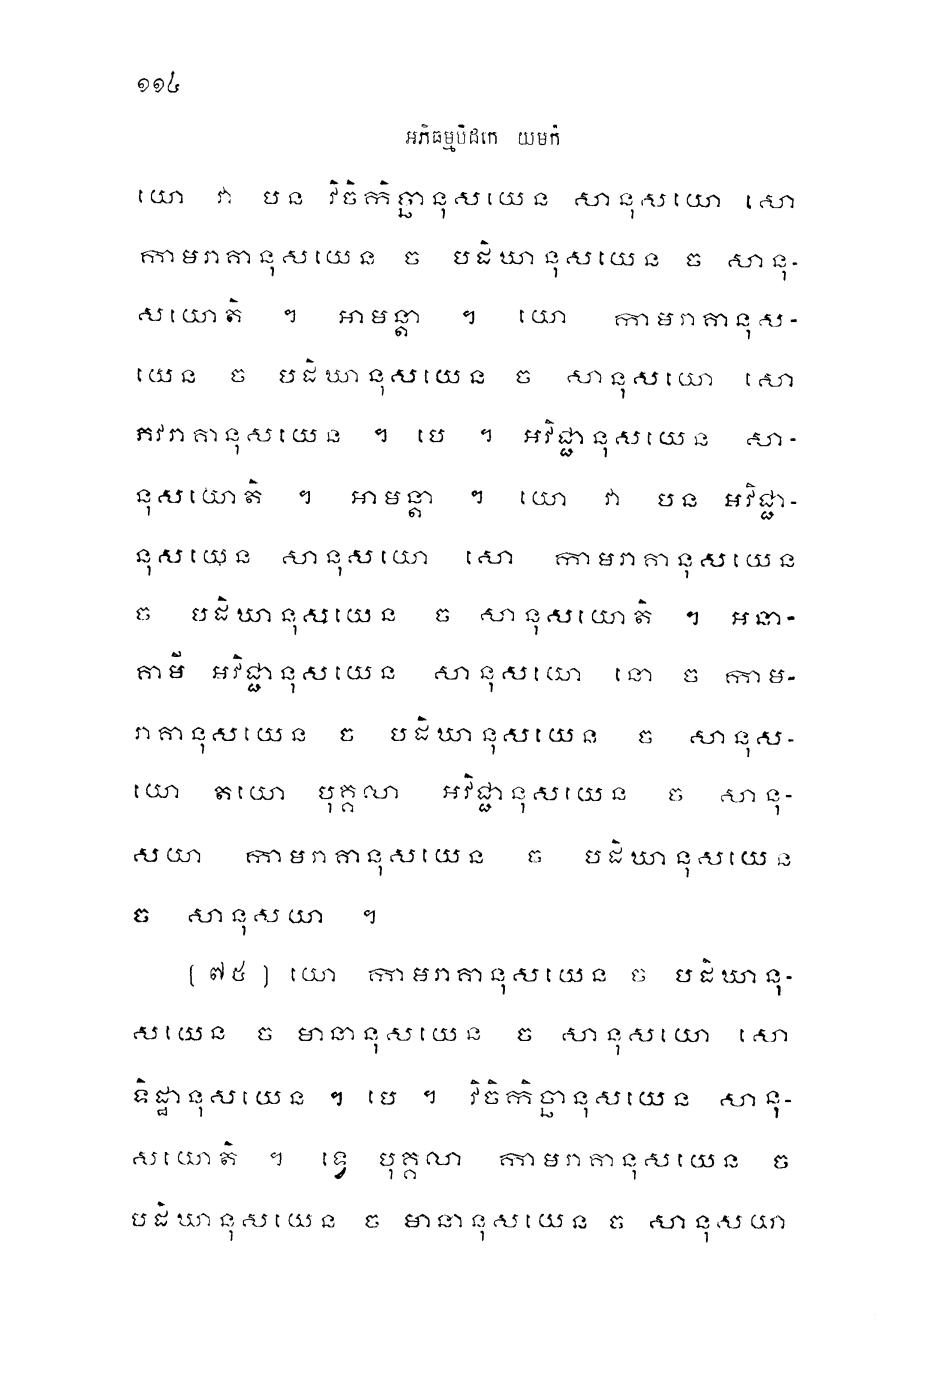 ១១៤
អភិធម្មបិដកេ យមកំ
យោ វា បន វិចិកិច្ឆានុសយេន សានុសយោ សោ
កាមរាគានុសយេន ច បដិឃានុសយេន ច សានុ-
សយោតិ ។ អាមន្តា ។ យោ កាមរាគានុស-
យេន ច បដិឃានុសយេន ច សានុសយោ សោ
ភវរាគានុសយេន ។ បេ ។ អវិជ្ជានុសយេន សា-
នុសយោតិ ។ អាមន្តា ។ យោ វា បន អវិជ្ជា-
នុសយេន សានុសយោ សោ កាមរាគានុសយេន
ច បដិឃានុសយេន ច សានុសយោតិ ។ អនា-
គាមី អវិជ្ជានុសយេន សានុសយោ នោ ច កាម-
រាគានុសយេន ច បដិឃានុសយេន ច សានុស-
យោ តយោ បុគ្គលា អវិជ្ជានុសយេន ច សានុ-
សយា កាមរាគានុសយេន ច បដិឃានុសយេន
ច សានុសយា ។
(៧៥) យោ កាមរាគានុសយេន ច បដិឃានុ-
សយេន ច មានានុសយេន ច សានុសយោ សោ
ទិដ្ឋានុសយេន ។ បេ ។ វិចិកិច្ឆានុសយេន សានុ-
សយោតិ ។ ទ្វេ បុគ្គលា កាមរាគានុសយេន ច
បដិឃានុសយេន ច មានានុសយេន ច សានុសយា